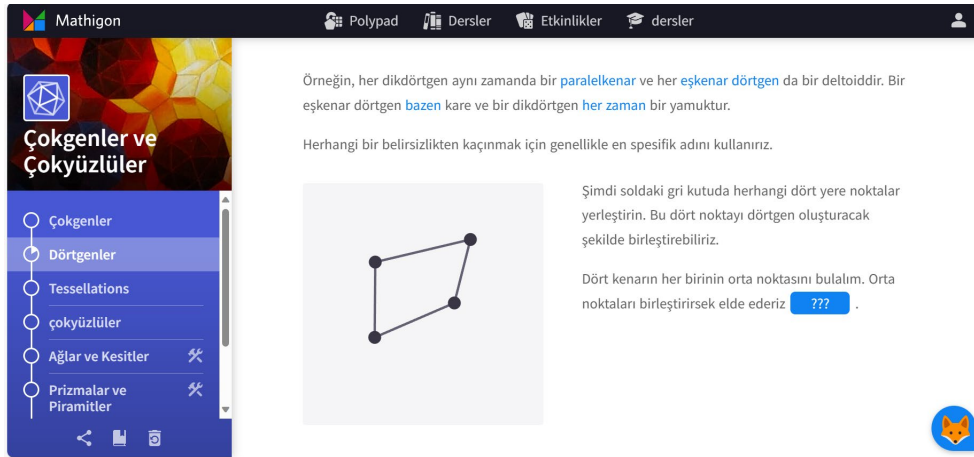 Mathigon
Polypad
Dersler
Etkinlikler
dersler
Çokgenler ve
Çokyüzlüler
Çokgenler
Dörtgenler
Tessellations
çokyüzlüler
Ağlar ve Kesitler
Prizmalar ve
Piramitler
Örneğin, her dikdörtgen aynı zamanda bir paralelkenar ve her eşkenar dörtgen da bir deltoiddir. Bir
eşkenar dörtgen bazen kare ve bir dikdörtgen her zaman bir yamuktur.
Herhangi bir belirsizlikten kaçınmak için genellikle en spesifik adını kullanırız.
Şimdi soldaki gri kutuda herhangi dört yere noktalar
yerleştirin. Bu dört noktayı dörtgen oluşturacak
şekilde birleştirebiliriz.
Dört kenarın her birinin orta noktasını bulalım. Orta
noktaları birleştirirsek elde ederiz ??? .